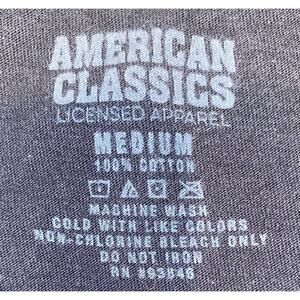 AMERICAN
CLASSICS
LICENSED APPAREL
MEDIUM
100% COTTON
MACHINE WASH
COLD WITH LIKE COLORS
NON-CHLORINE BLEACH ONLY
DO NOT IRON
RN #93846